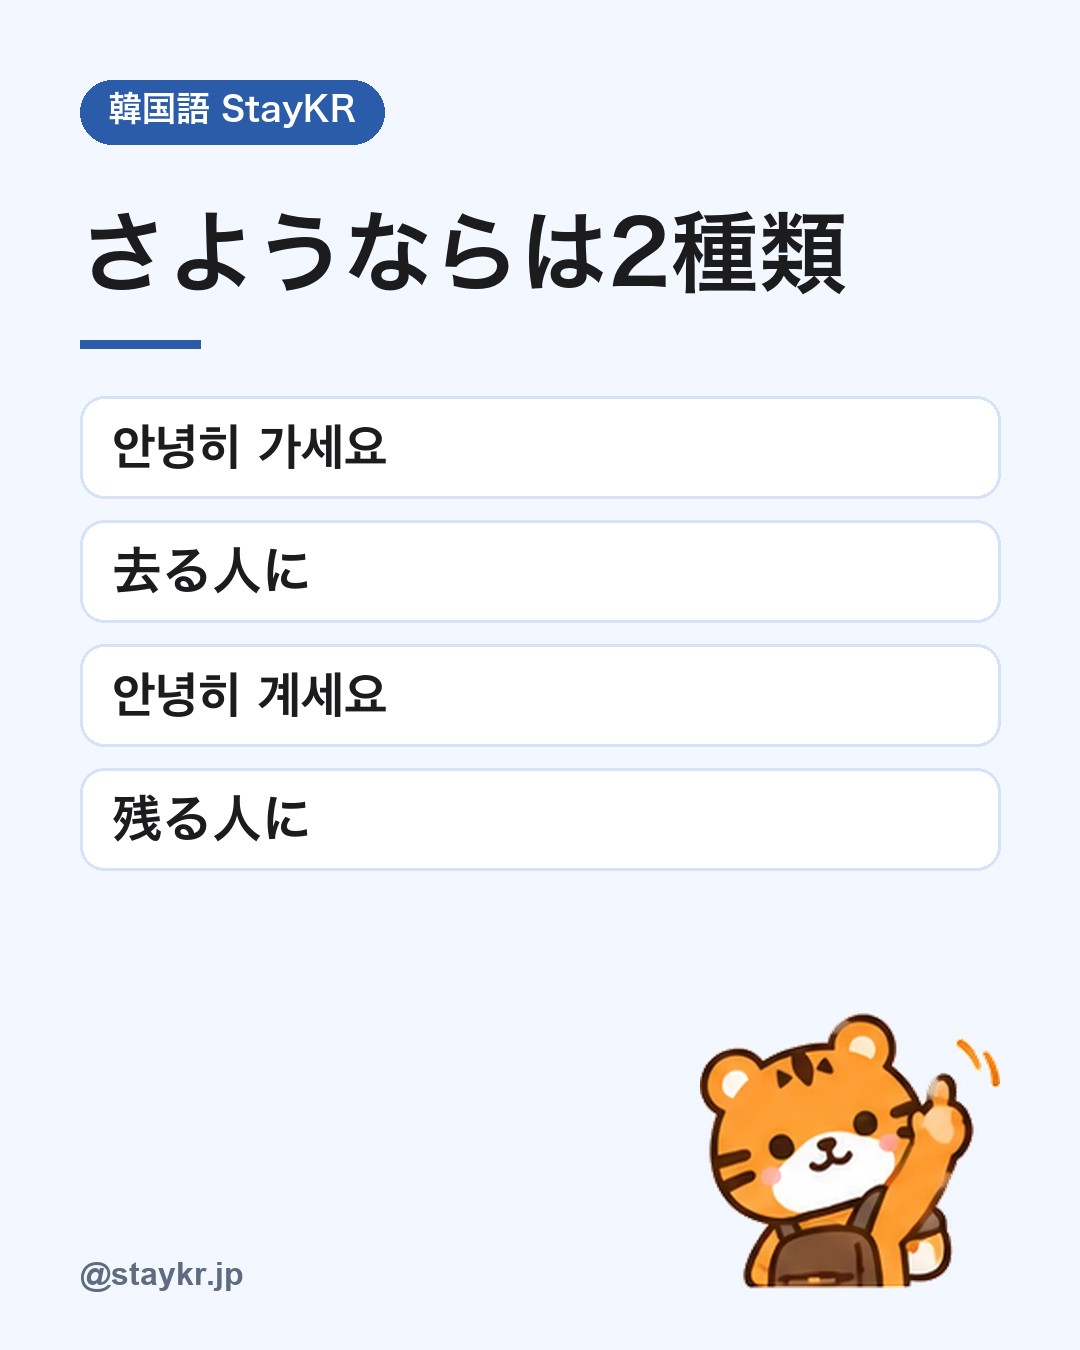 韓国語 StayKR
さようならは2種類
안녕히 가세요
去る人に
안녕히 계세요
残る人に
@staykr.jp